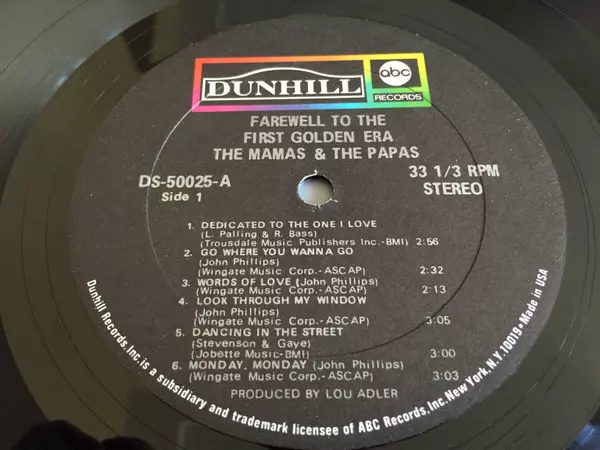 DUNHILL
abc
RECORDS
FAREWELL TO THE
FIRST GOLDEN ERA
THE MAMAS & THE PAPAS
DS-50025-A
Side 1
33 1/3 RPM
STEREO
1. DEDICATED TO THE ONE I LOVE
(L. Palling & R. Bass)
(Trousdale Music Publishers Inc.-BMI) 2:56
2. GO WHERE YOU WANNA GO
(John Phillips)
(Wingate Music Corp.-ASCAP) 2:32
3. WORDS OF LOVE (John Phillips)
(Wingate Music Corp.-ASCAP) 2:13
4. LOOK THROUGH MY WINDOW
(John Phillips)
(Wingate Music Corp.-ASCAP) 3:05
5. DANCING IN THE STREET
(Stevenson & Gaye)
(Jobette Music-BMI) 3:00
6. MONDAY, MONDAY (John Phillips)
(Wingate Music Corp.-ASCAP) 3:03
PRODUCED BY LOU ADLER
Dunhill Records, Inc. is a subsidiary and trademark licensee of ABC Records, Inc. New York, N.Y. 10019 • Made in USA